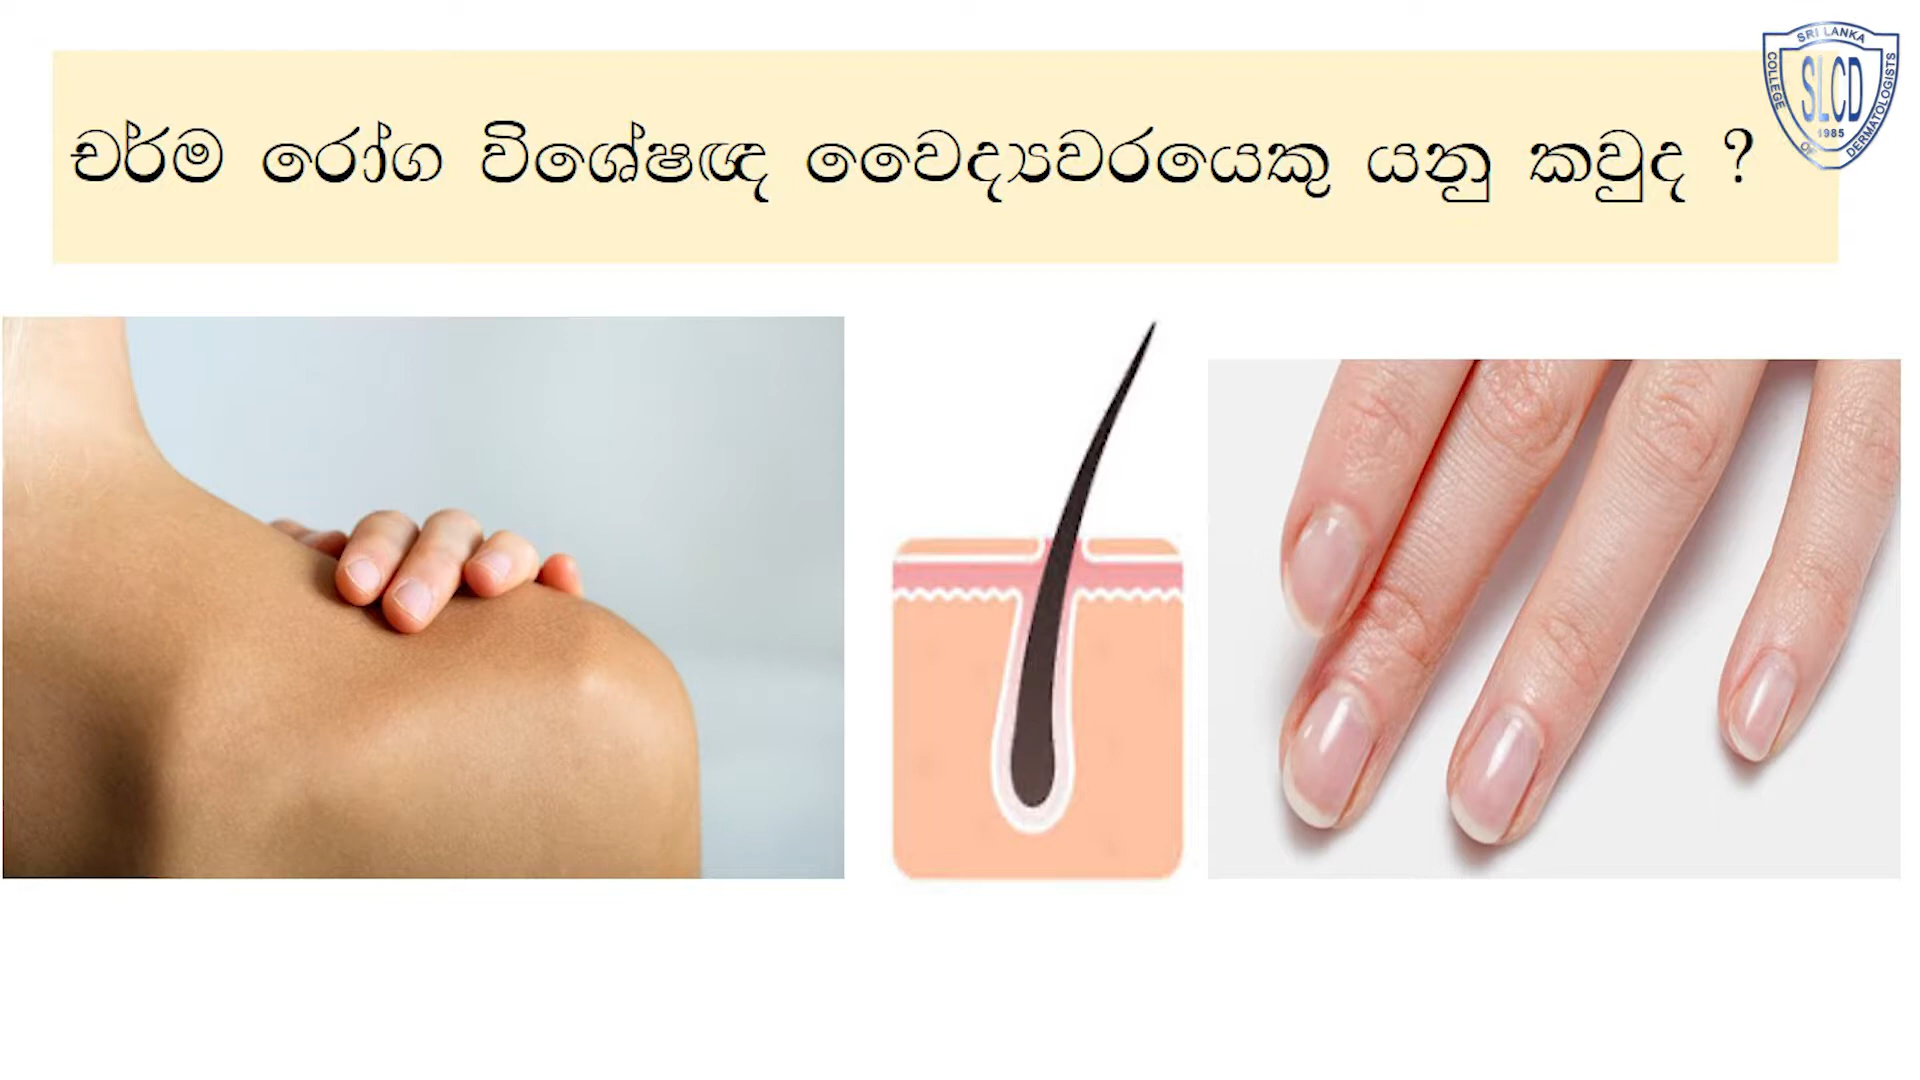 චර්ම රෝග විශේෂඥ වෛද්‍යවරයෙකු යනු කවුද ?
SRI LANKA
COLLEGE
SLCD
1985
OF
DERMATOLOGISTS